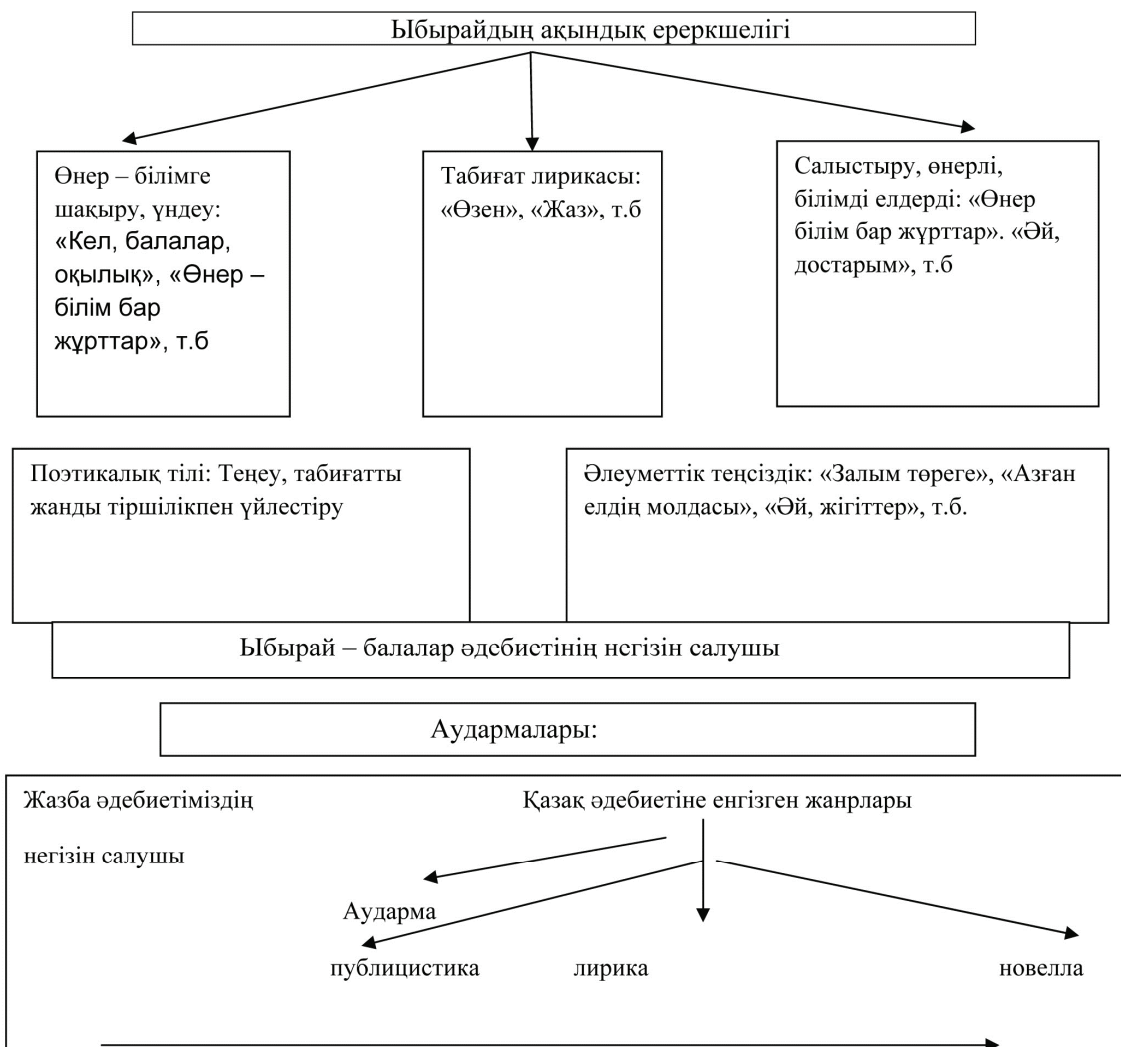 Ыбырайдың ақындық ереркшелігі
Өнер – білімге
шақыру, үндеу:
«Кел, балалар,
оқылық», «Өнер –
білім бар
жұрттар», т.б
Табиғат лирикасы:
«Өзен», «Жаз», т.б
Салыстыру, өнерлі,
білімді елдерді: «Өнер
білім бар жұрттар». «Әй,
достарым», т.б
Поэтикалық тілі: Теңеу, табиғатты
жанды тіршілікпен үйлестіру
Әлеуметтік теңсіздік: «Залым төреге», «Азған
елдің молдасы», «Әй, жігіттер», т.б.
Ыбырай – балалар әдебиетінің негізін салушы
Аудармалары:
Жазба әдебиетіміздің
негізін салушы
Қазақ әдебиетіне енгізген жанрлары
Аударма
публицистика лирика новелла